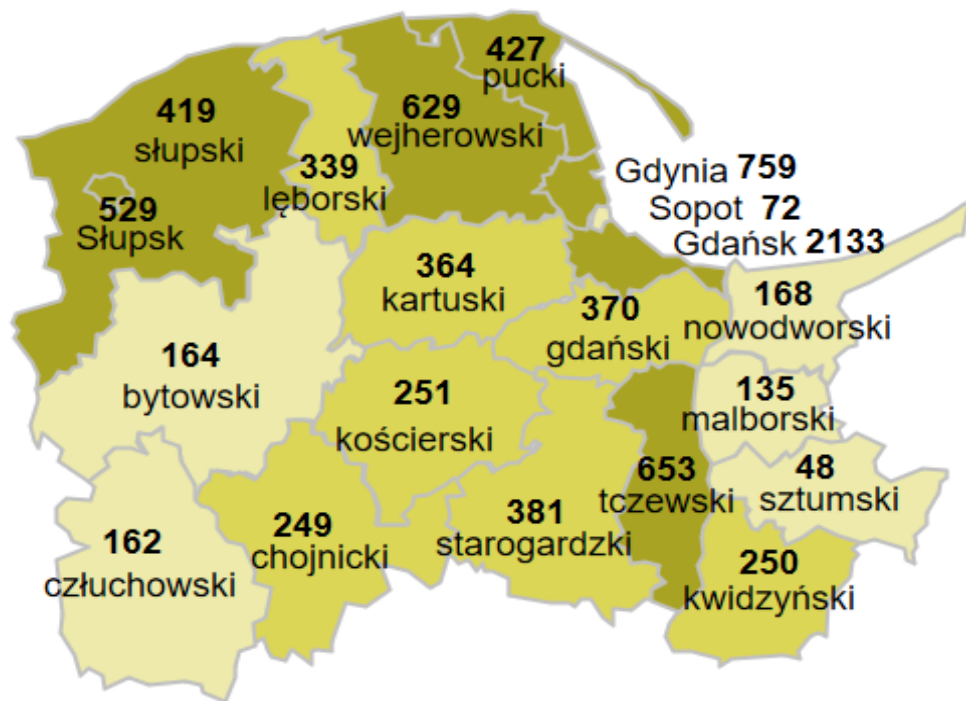 427
pucki
419
słupski
629
wejherowski
339
lęborski
Gdynia 759
Sopot 72
Gdańsk 2133
529
Słupsk
364
kartuski
370
gdański
168
nowodworski
164
bytowski
251
kościerski
135
malborski
653
tczewski
48
sztumski
162
człuchowski
249
chojnicki
381
starogardzki
250
kwidzyński